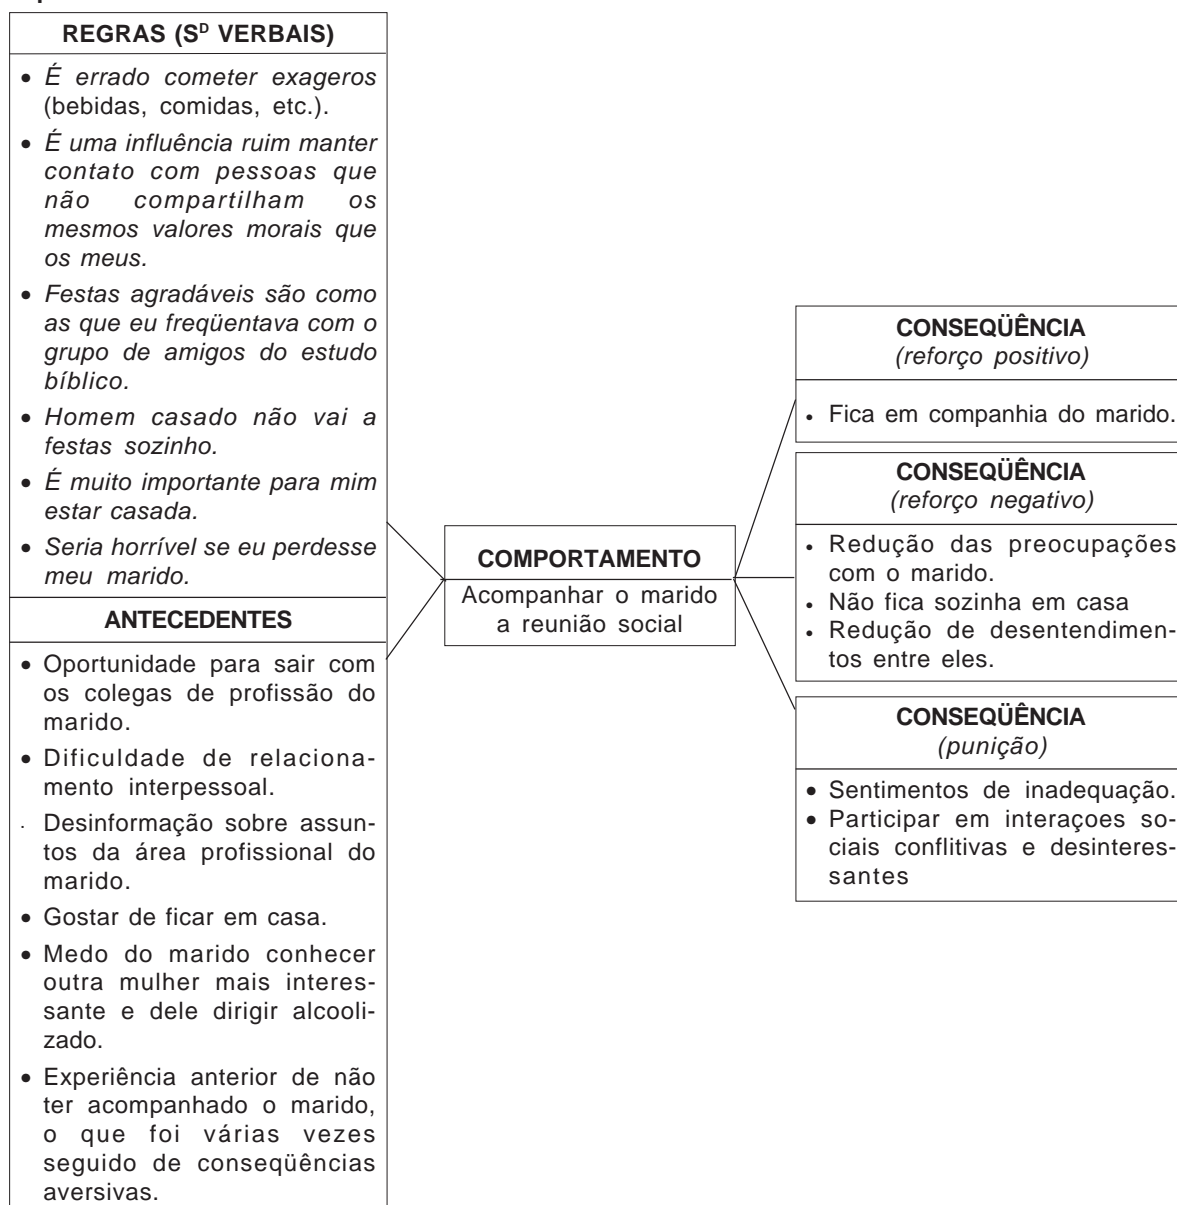 REGRAS (Sᴰ VERBAIS)
• É errado cometer exageros
(bebidas, comidas, etc.).
• É uma influência ruim manter
contato com pessoas que
não compartilham os
mesmos valores morais que
os meus.
• Festas agradáveis são como
as que eu freqüentava com o
grupo de amigos do estudo
bíblico.
• Homem casado não vai a
festas sozinho.
• É muito importante para mim
estar casada.
• Seria horrível se eu perdesse
meu marido.
ANTECEDENTES
• Oportunidade para sair com
os colegas de profissão do
marido.
• Dificuldade de relaciona-
mento interpessoal.
· Desinformação sobre assun-
tos da área profissional do
marido.
• Gostar de ficar em casa.
• Medo do marido conhecer
outra mulher mais interes-
sante e dele dirigir alcooli-
zado.
• Experiência anterior de não
ter acompanhado o marido,
o que foi várias vezes
seguido de conseqüências
aversivas.
COMPORTAMENTO
Acompanhar o marido
a reunião social
CONSEQÜÊNCIA
(reforço positivo)
• Fica em companhia do marido.
CONSEQÜÊNCIA
(reforço negativo)
• Redução das preocupações
com o marido.
• Não fica sozinha em casa
• Redução de desentendimen-
tos entre eles.
CONSEQÜÊNCIA
(punição)
• Sentimentos de inadequação.
• Participar em interaçoes so-
ciais conflitivas e desinteres-
santes